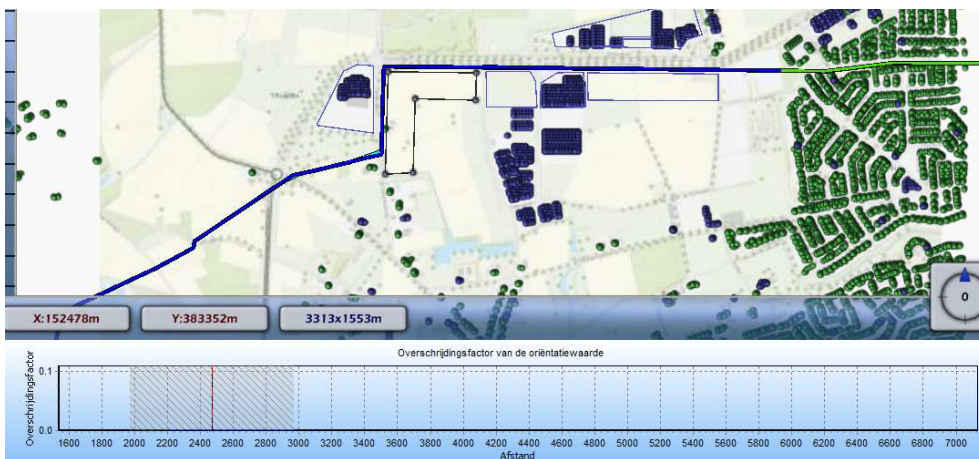 X:152478m
Y:383352m
3313x1553m
0
Overschrijdingsfactor van de oriëntatiewaarde
Overschrijdingsfactor
0.1
0.0
1600 1800 2000 2200 2400 2600 2800 3000 3200 3400 3600 3800 4000 4200 4400 4600 4800 5000 5200 5400 5600 5800 6000 6200 6400 6600 6800 7000
Afstand